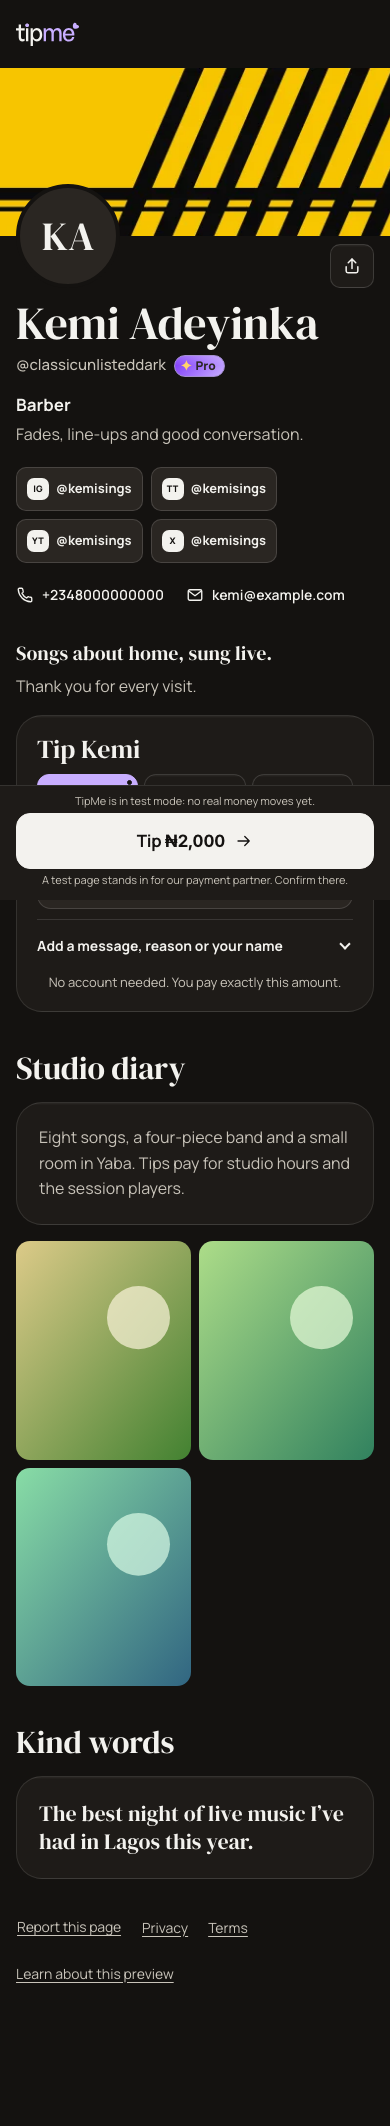 tipme
KA
Kemi Adeyinka
@classicunlisteddark Pro
Barber
Fades, line-ups and good conversation.
IG @kemisings TT @kemisings
YT @kemisings X @kemisings
+2348000000000 kemi@example.com
Songs about home, sung live.
Thank you for every visit.
Tip Kemi
TipMe is in test mode: no real money moves yet.
Tip ₦2,000 →
A test page stands in for our payment partner. Confirm there.
Add a message, reason or your name
No account needed. You pay exactly this amount.
Studio diary
Eight songs, a four-piece band and a small
room in Yaba. Tips pay for studio hours and
the session players.
Kind words
The best night of live music I’ve
had in Lagos this year.
Report this page Privacy Terms
Learn about this preview